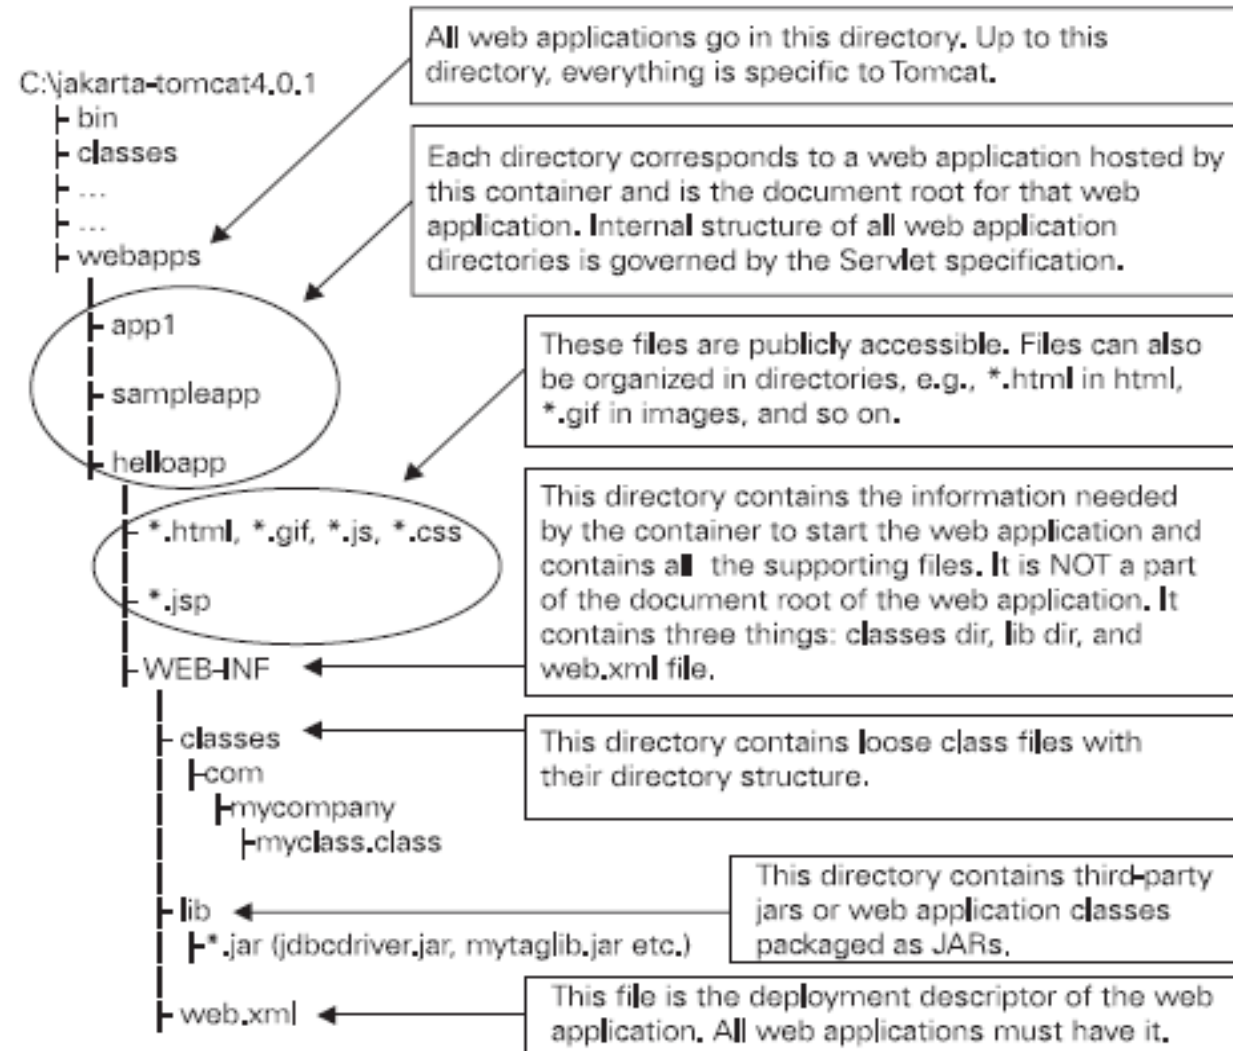 All web applications go in this directory. Up to this
directory, everything is specific to Tomcat.
C:\jakarta-tomcat4.0.1
bin
classes
...
...
webapps
Each directory corresponds to a web application hosted by
this container and is the document root for that web
application. Internal structure of all web application
directories is governed by the Servlet specification.
app1
sampleapp
helloapp
These files are publicly accessible. Files can also
be organized in directories, e.g., *.html in html,
*.gif in images, and so on.
*.html, *.gif, *.js, *.css
*.jsp
WEB-INF
This directory contains the information needed
by the container to start the web application and
contains all the supporting files. It is NOT a part
of the document root of the web application. It
contains three things: classes dir, lib dir, and
web.xml file.
classes
com
mycompany
myclass.class
This directory contains loose class files with
their directory structure.
lib
*.jar (jdbcdriver.jar, mytaglib.jar etc.)
This directory contains third-party
jars or web application classes
packaged as JARs.
web.xml
This file is the deployment descriptor of the web
application. All web applications must have it.